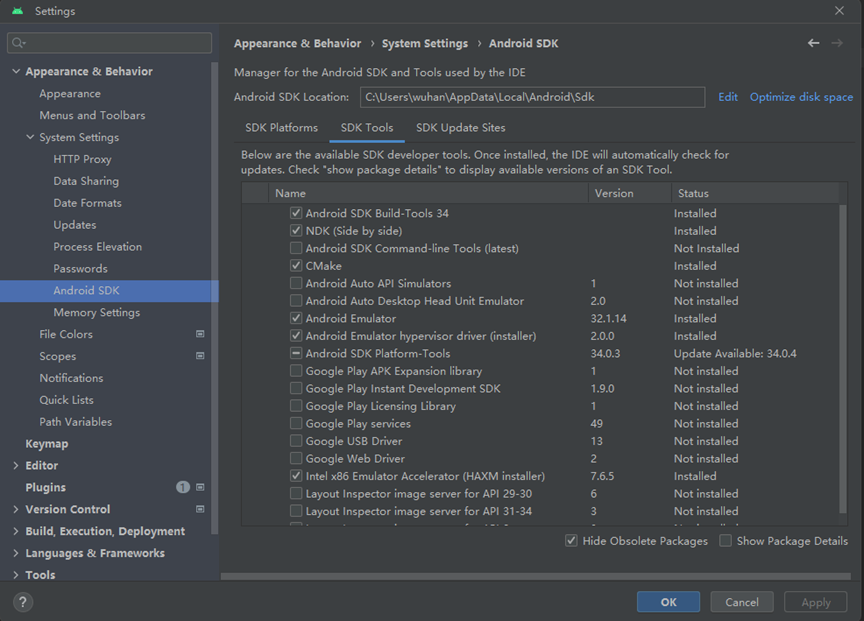 Settings
Appearance & Behavior › System Settings › Android SDK
Manager for the Android SDK and Tools used by the IDE
Android SDK Location: C:\Users\wuhan\AppData\Local\Android\Sdk Edit Optimize disk space
Appearance & Behavior
Appearance
Menus and Toolbars
System Settings
HTTP Proxy
Data Sharing
Date Formats
Updates
Process Elevation
Passwords
Android SDK
Memory Settings
File Colors
Scopes
Notifications
Quick Lists
Path Variables
Keymap
Editor
Plugins 1
Version Control
Build, Execution, Deployment
Languages & Frameworks
Tools
SDK Platforms SDK Tools SDK Update Sites
Below are the available SDK developer tools. Once installed, the IDE will automatically check for
updates. Check "show package details" to display available versions of an SDK Tool.
Name Version Status
Android SDK Build-Tools 34 Installed
NDK (Side by side) Installed
Android SDK Command-line Tools (latest) Not Installed
CMake Installed
Android Auto API Simulators 1 Not installed
Android Auto Desktop Head Unit Emulator 2.0 Not installed
Android Emulator 32.1.14 Installed
Android Emulator hypervisor driver (installer) 2.0.0 Installed
Android SDK Platform-Tools 34.0.3 Update Available: 34.0.4
Google Play APK Expansion library 1 Not installed
Google Play Instant Development SDK 1.9.0 Not installed
Google Play Licensing Library 1 Not installed
Google Play services 49 Not installed
Google USB Driver 13 Not installed
Google Web Driver 2 Not installed
Intel x86 Emulator Accelerator (HAXM installer) 7.6.5 Installed
Layout Inspector image server for API 29-30 6 Not installed
Layout Inspector image server for API 31-34 3 Not installed
Hide Obsolete Packages Show Package Details
? OK Cancel Apply